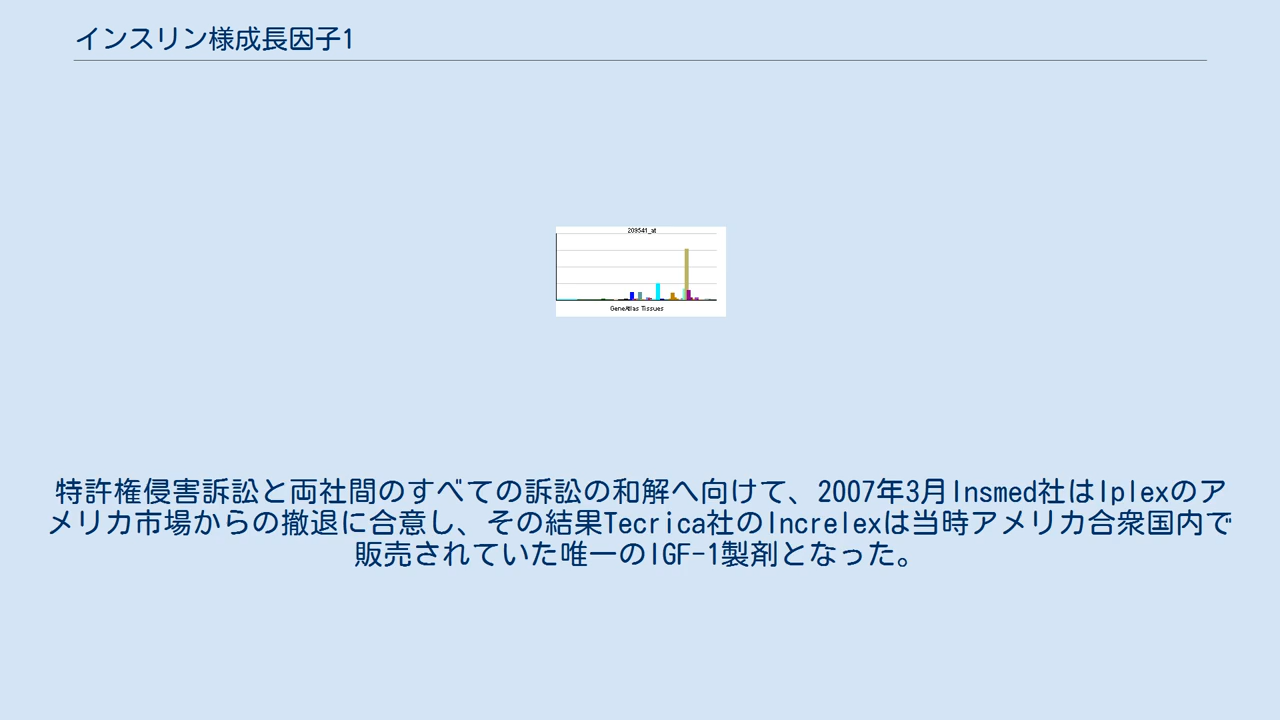 インスリン様成長因子1
209541_at
GeneAtlas Tissues
特許権侵害訴訟と両社間のすべての訴訟の和解へ向けて、2007年3月Insmed社はIplexのア
メリカ市場からの撤退に合意し、その結果Tecrica社のIncrelexは当時アメリカ合衆国内で
販売されていた唯一のIGF-1製剤となった。